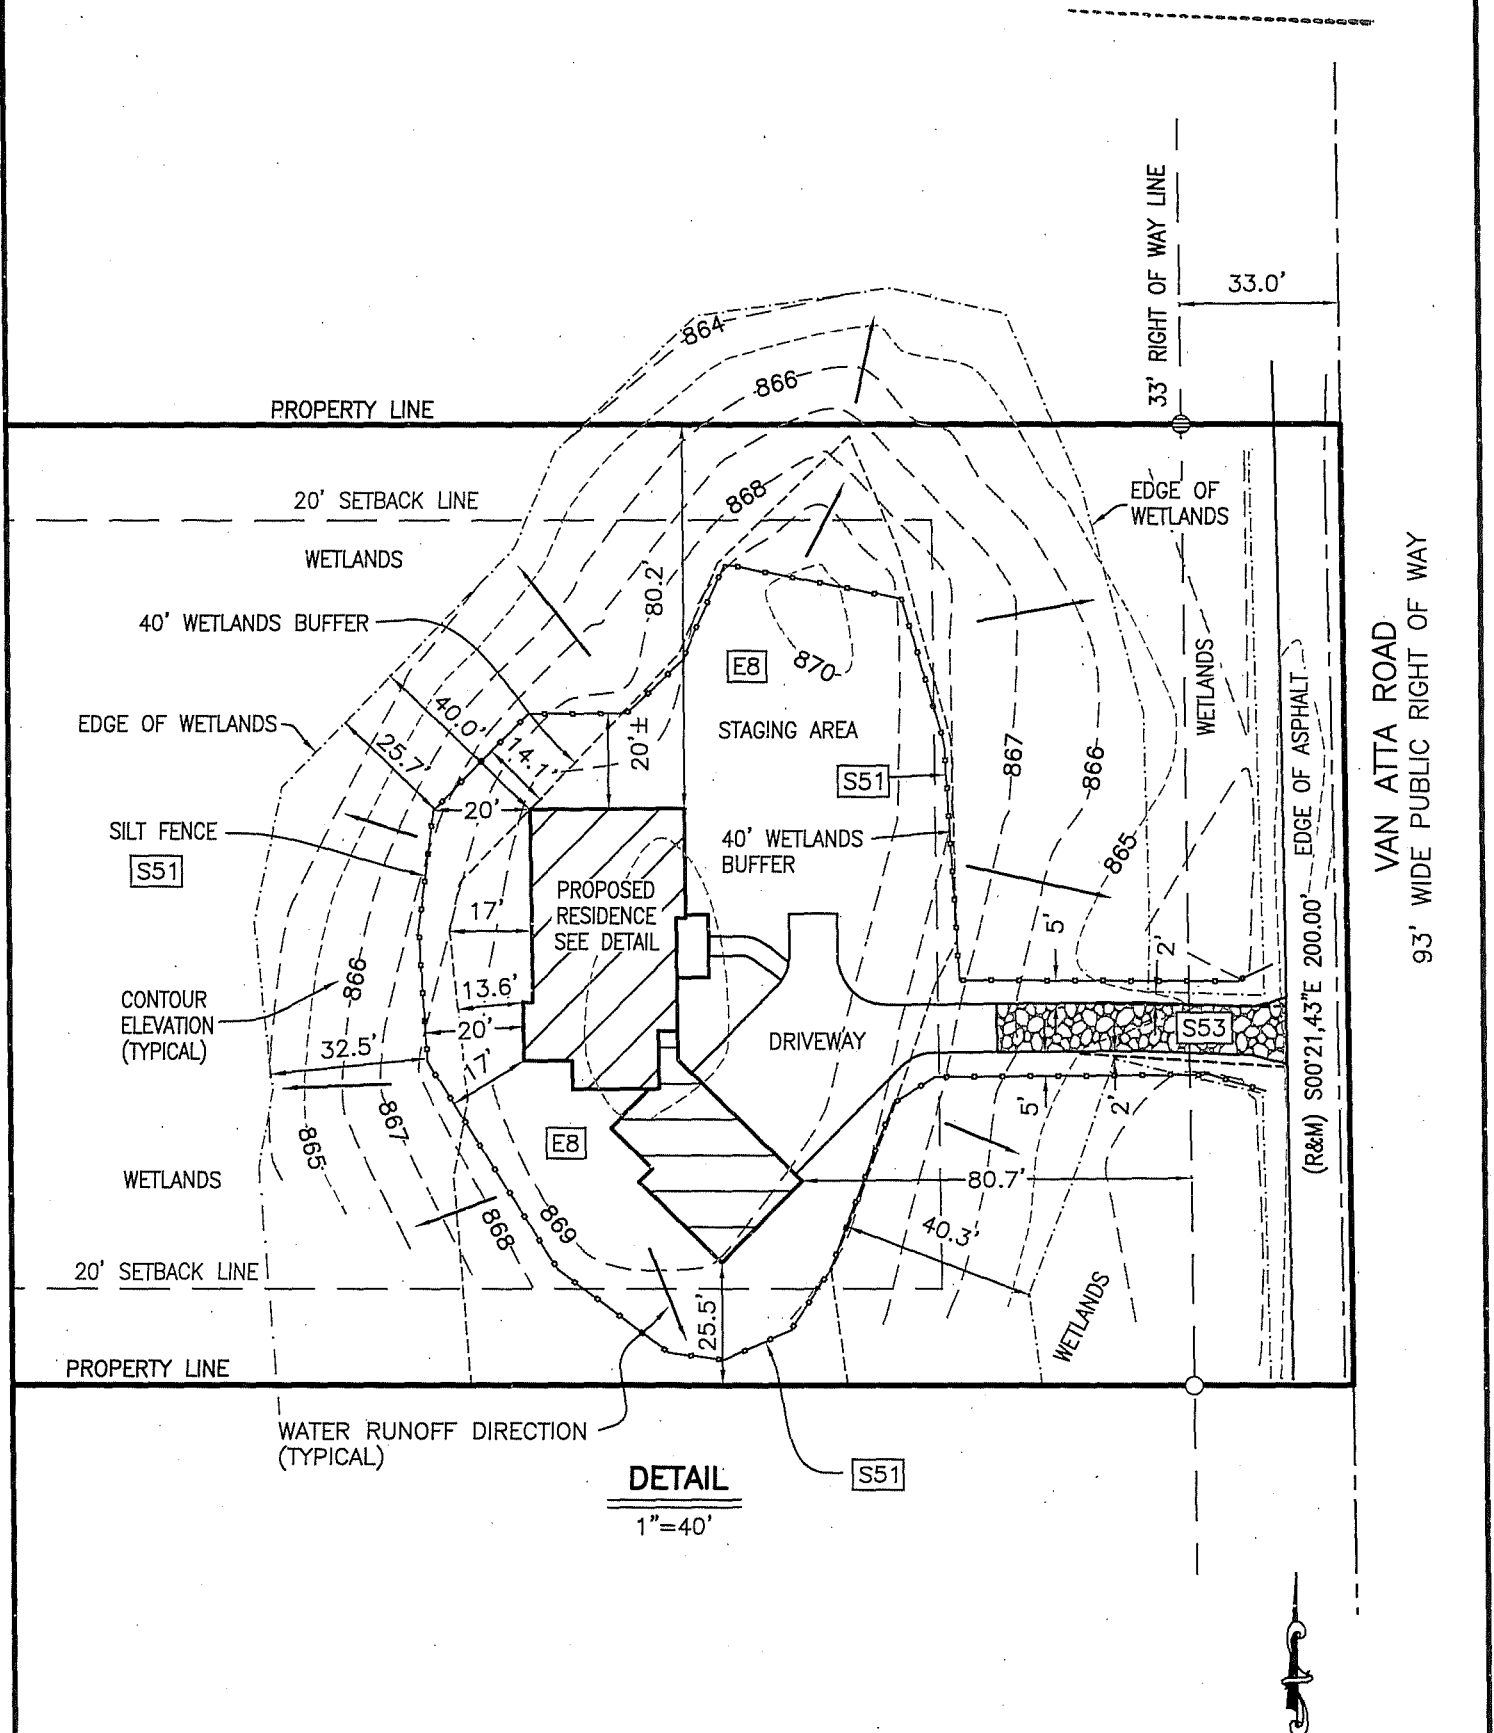 33' RIGHT OF WAY LINE
33.0'
864
866
PROPERTY LINE
20' SETBACK LINE
868
EDGE OF
WETLANDS
WETLANDS
40' WETLANDS BUFFER
80.2'
E8
870
EDGE OF WETLANDS
40.0'
25.7'
14.1'
20'±
STAGING AREA
WETLANDS
867
866
S51
20'
SILT FENCE
S51
40' WETLANDS
BUFFER
865
EDGE OF ASPHALT
VAN ATTA ROAD
93' WIDE PUBLIC RIGHT OF WAY
PROPOSED
RESIDENCE
SEE DETAIL
17'
5'
2'
866
13.6'
CONTOUR
ELEVATION
(TYPICAL)
20'
32.5'
17'
DRIVEWAY
S53
(R&M) S00°21,43"E 200.00'
5'
2'
867
865
E8
WETLANDS
80.7'
868
869
40.3'
20' SETBACK LINE
25.5'
WETLANDS
PROPERTY LINE
WATER RUNOFF DIRECTION
(TYPICAL)
S51
DETAIL
1"=40'